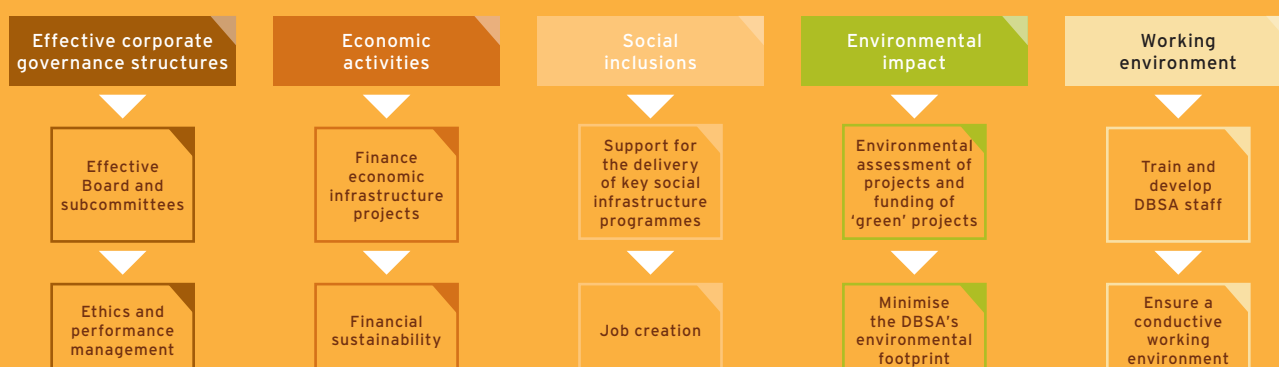 Effective corporate
governance structures
Economic
activities
Social
inclusions
Environmental
impact
Working
environment
Effective
Board and
subcommittees
Finance
economic
infrastructure
projects
Support for
the delivery
of key social
infrastructure
programmes
Environmental
assessment of
projects and
funding of
‘green’ projects
Train and
develop
DBSA staff
Ethics and
performance
management
Financial
sustainability
Job creation
Minimise
the DBSA’s
environmental
footprint
Ensure a
conductive
working
environment